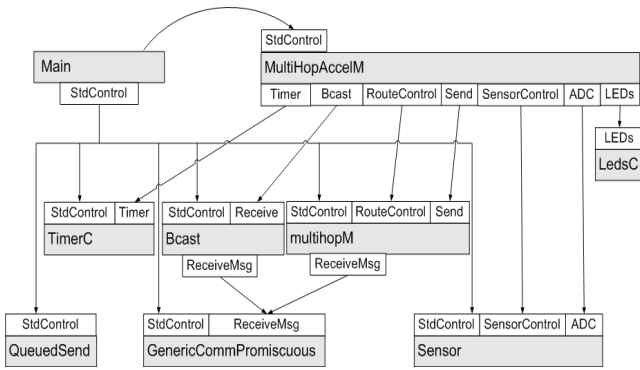 StdControl
Main
MultiHopAccelM
StdControl
Timer Bcast RouteControl Send SensorControl ADC LEDs
LEDs
LedsC
StdControl Timer
StdControl Receive
StdControl RouteControl Send
TimerC
Bcast
multihopM
ReceiveMsg
ReceiveMsg
StdControl
StdControl ReceiveMsg
StdControl SensorControl ADC
QueuedSend
GenericCommPromiscuous
Sensor